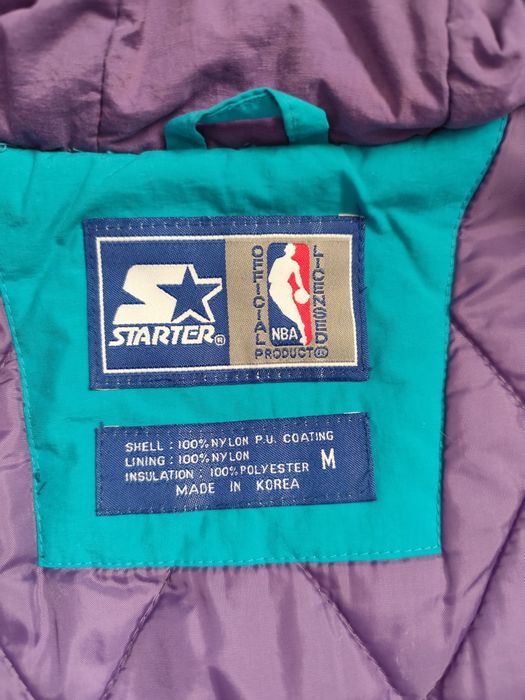 STARTER®
OFFICIAL
LICENSED
NBA
PRODUCT®
SHELL : 100% NYLON P.U. COATING
LINING : 100% NYLON
INSULATION : 100% POLYESTER
MADE IN KOREA
M